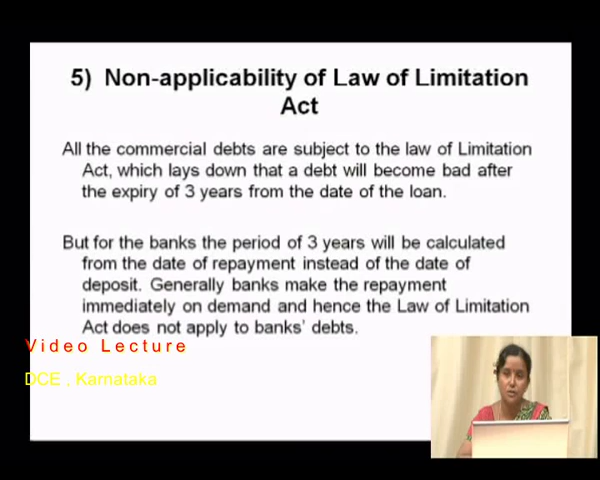 5) Non-applicability of Law of Limitation
Act
All the commercial debts are subject to the law of Limitation
Act, which lays down that a debt will become bad after
the expiry of 3 years from the date of the loan.
But for the banks the period of 3 years will be calculated
from the date of repayment instead of the date of
deposit. Generally banks make the repayment
immediately on demand and hence the Law of Limitation
Act does not apply to banks' debts.
Video Lecture
DCE , Karnataka